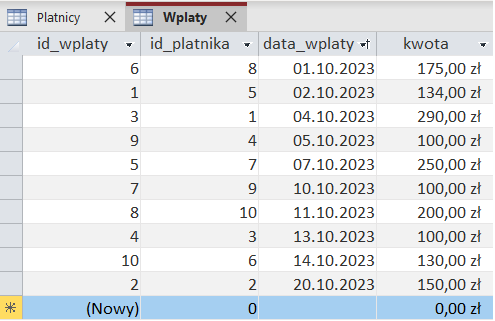 Platnicy Wplaty
id_wplaty id_platnika data_wplaty kwota
6 8 01.10.2023 175,00 zł
1 5 02.10.2023 134,00 zł
3 1 04.10.2023 290,00 zł
9 4 05.10.2023 100,00 zł
5 7 07.10.2023 250,00 zł
7 9 10.10.2023 100,00 zł
8 10 11.10.2023 200,00 zł
4 3 13.10.2023 100,00 zł
10 6 14.10.2023 130,00 zł
2 2 20.10.2023 150,00 zł
(Nowy) 0 0,00 zł